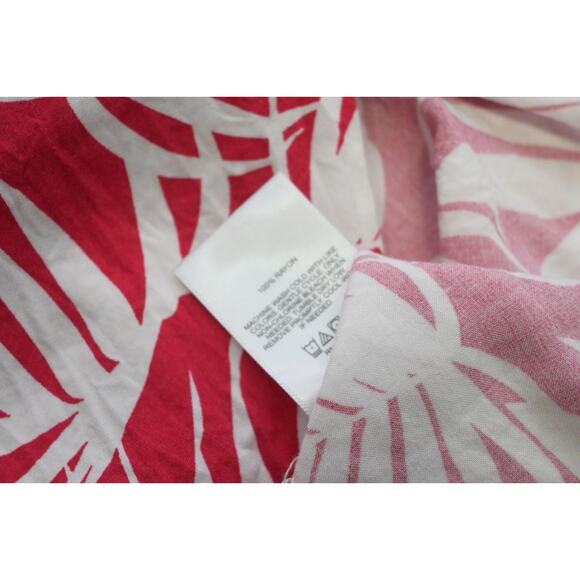 100% RAYON
MACHINE WASH COLD WITH LIKE
COLORS, GENTLE CYCLE. ONLY
NON-CHLORINE BLEACH WHEN
NEEDED. TUMBLE DRY LOW.
REMOVE PROMPTLY. COOL
IF NEEDED.